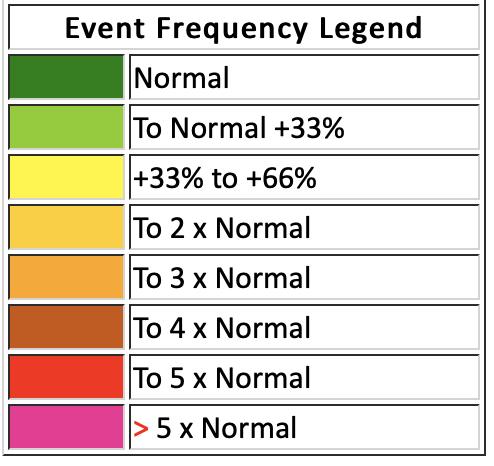 Event Frequency Legend
Normal
To Normal +33%
+33% to +66%
To 2 x Normal
To 3 x Normal
To 4 x Normal
To 5 x Normal
> 5 x Normal